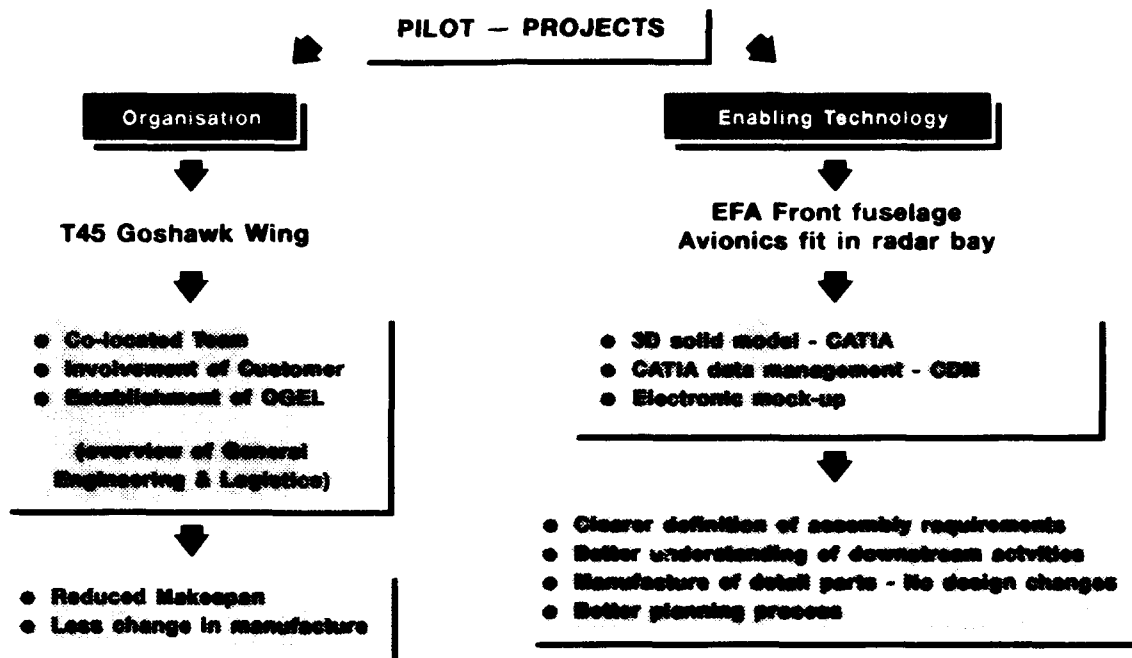 PILOT — PROJECTS
Organisation
T45 Goshawk Wing
● Co-located Team
● Involvement of Customer
● Establishment of OGEL
(overview of General
Engineering & Logistics)
● Reduced Makespan
● Less change in manufacture
Enabling Technology
EFA Front fuselage
Avionics fit in radar bay
● 3D solid model - CATIA
● CATIA data management - CDM
● Electronic mock-up
● Clearer definition of assembly requirements
● Better understanding of downstream actvities
● Manufacture of detail parts - No design changes
● Better planning process